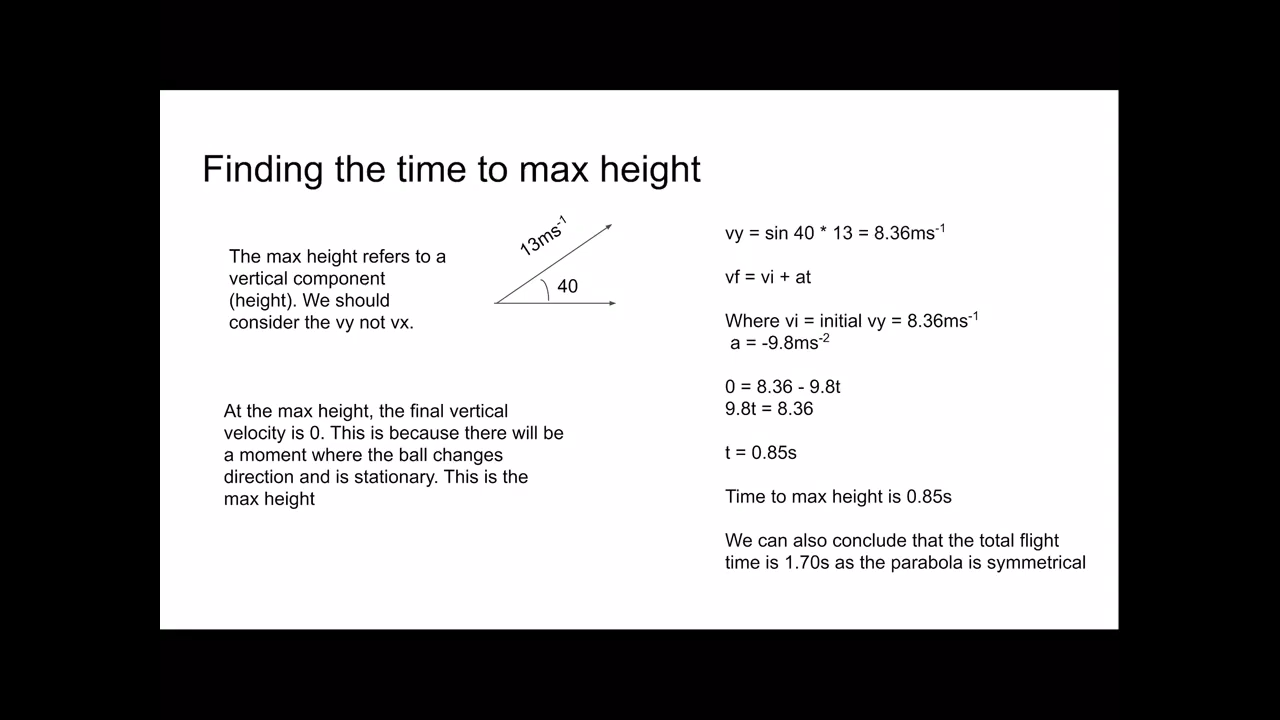 Finding the time to max height
The max height refers to a
vertical component
(height). We should
consider the vy not vx.
13ms⁻¹
40
At the max height, the final vertical
velocity is 0. This is because there will be
a moment where the ball changes
direction and is stationary. This is the
max height
vy = sin 40 * 13 = 8.36ms⁻¹
vf = vi + at
Where vi = initial vy = 8.36ms⁻¹
a = -9.8ms⁻²
0 = 8.36 - 9.8t
9.8t = 8.36
t = 0.85s
Time to max height is 0.85s
We can also conclude that the total flight
time is 1.70s as the parabola is symmetrical